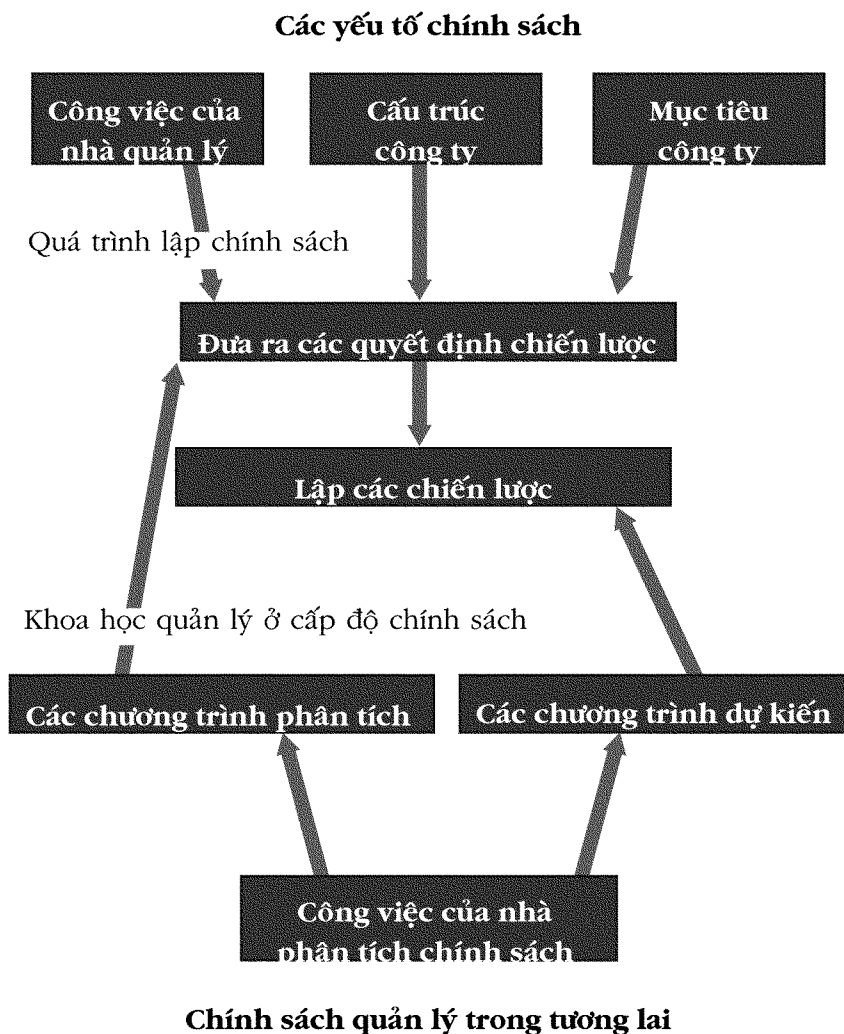 Các yếu tố chính sách
Công việc của
nhà quản lý
Cấu trúc
công ty
Mục tiêu
công ty
Quá trình lập chính sách
Đưa ra các quyết định chiến lược
Lập các chiến lược
Khoa học quản lý ở cấp độ chính sách
Các chương trình phân tích
Các chương trình dự kiến
Công việc của nhà
phân tích chính sách
Chính sách quản lý trong tương lai